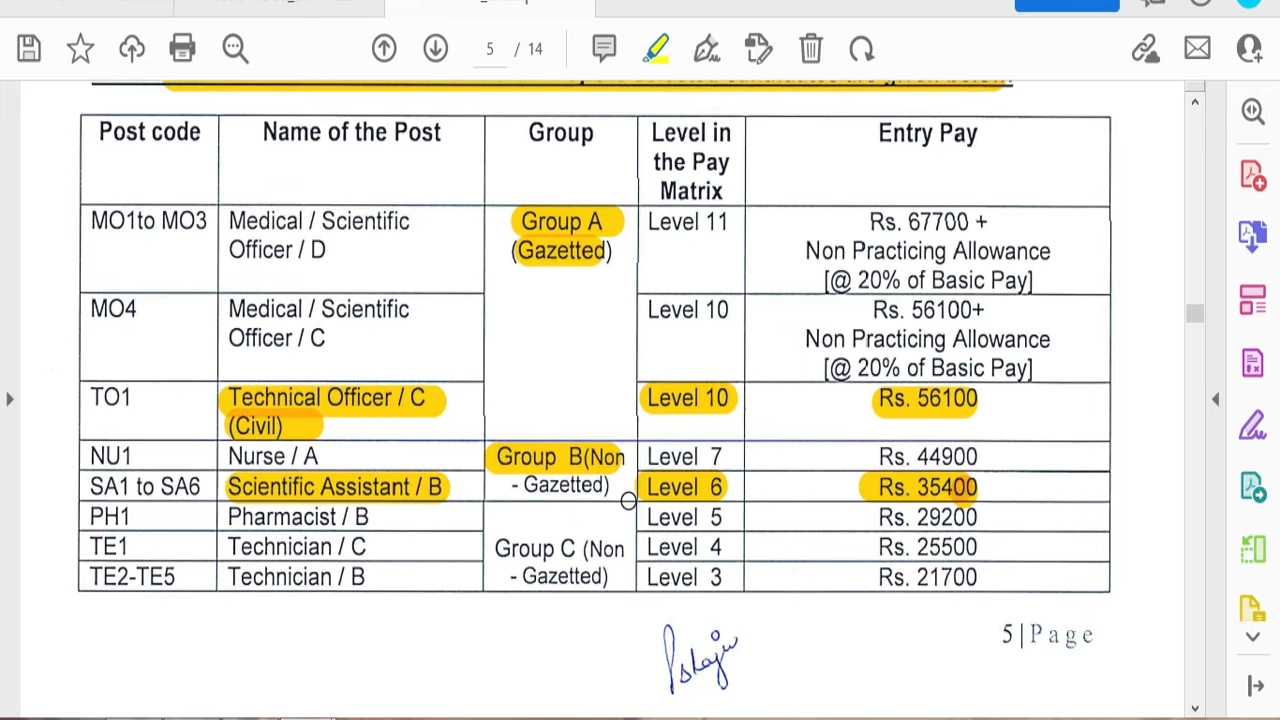 5 / 14
Post code Name of the Post Group Level in the Pay Matrix Entry Pay
MO1to MO3 Medical / Scientific Officer / D Group A (Gazetted) Level 11 Rs. 67700 + Non Practicing Allowance [@ 20% of Basic Pay]
MO4 Medical / Scientific Officer / C Level 10 Rs. 56100+ Non Practicing Allowance [@ 20% of Basic Pay]
TO1 Technical Officer / C (Civil) Level 10 Rs. 56100
NU1 Nurse / A Group B(Non - Gazetted) Level 7 Rs. 44900
SA1 to SA6 Scientific Assistant / B Level 6 Rs. 35400
PH1 Pharmacist / B Group C (Non - Gazetted) Level 5 Rs. 29200
TE1 Technician / C Level 4 Rs. 25500
TE2-TE5 Technician / B Level 3 Rs. 21700
5 | P a g e